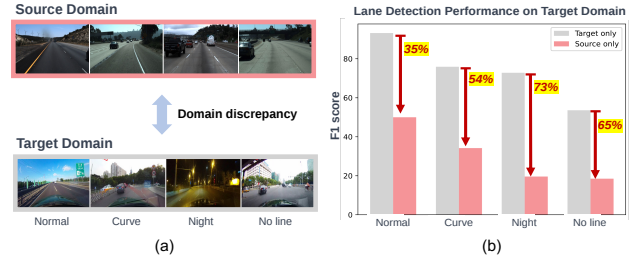 Source Domain
Domain discrepancy
Target Domain
Normal Curve Night No line
(a)
Lane Detection Performance on Target Domain
Target only
Source only
35%
54%
73%
65%
F1 score
80
60
40
20
0
Normal Curve Night No line
(b)